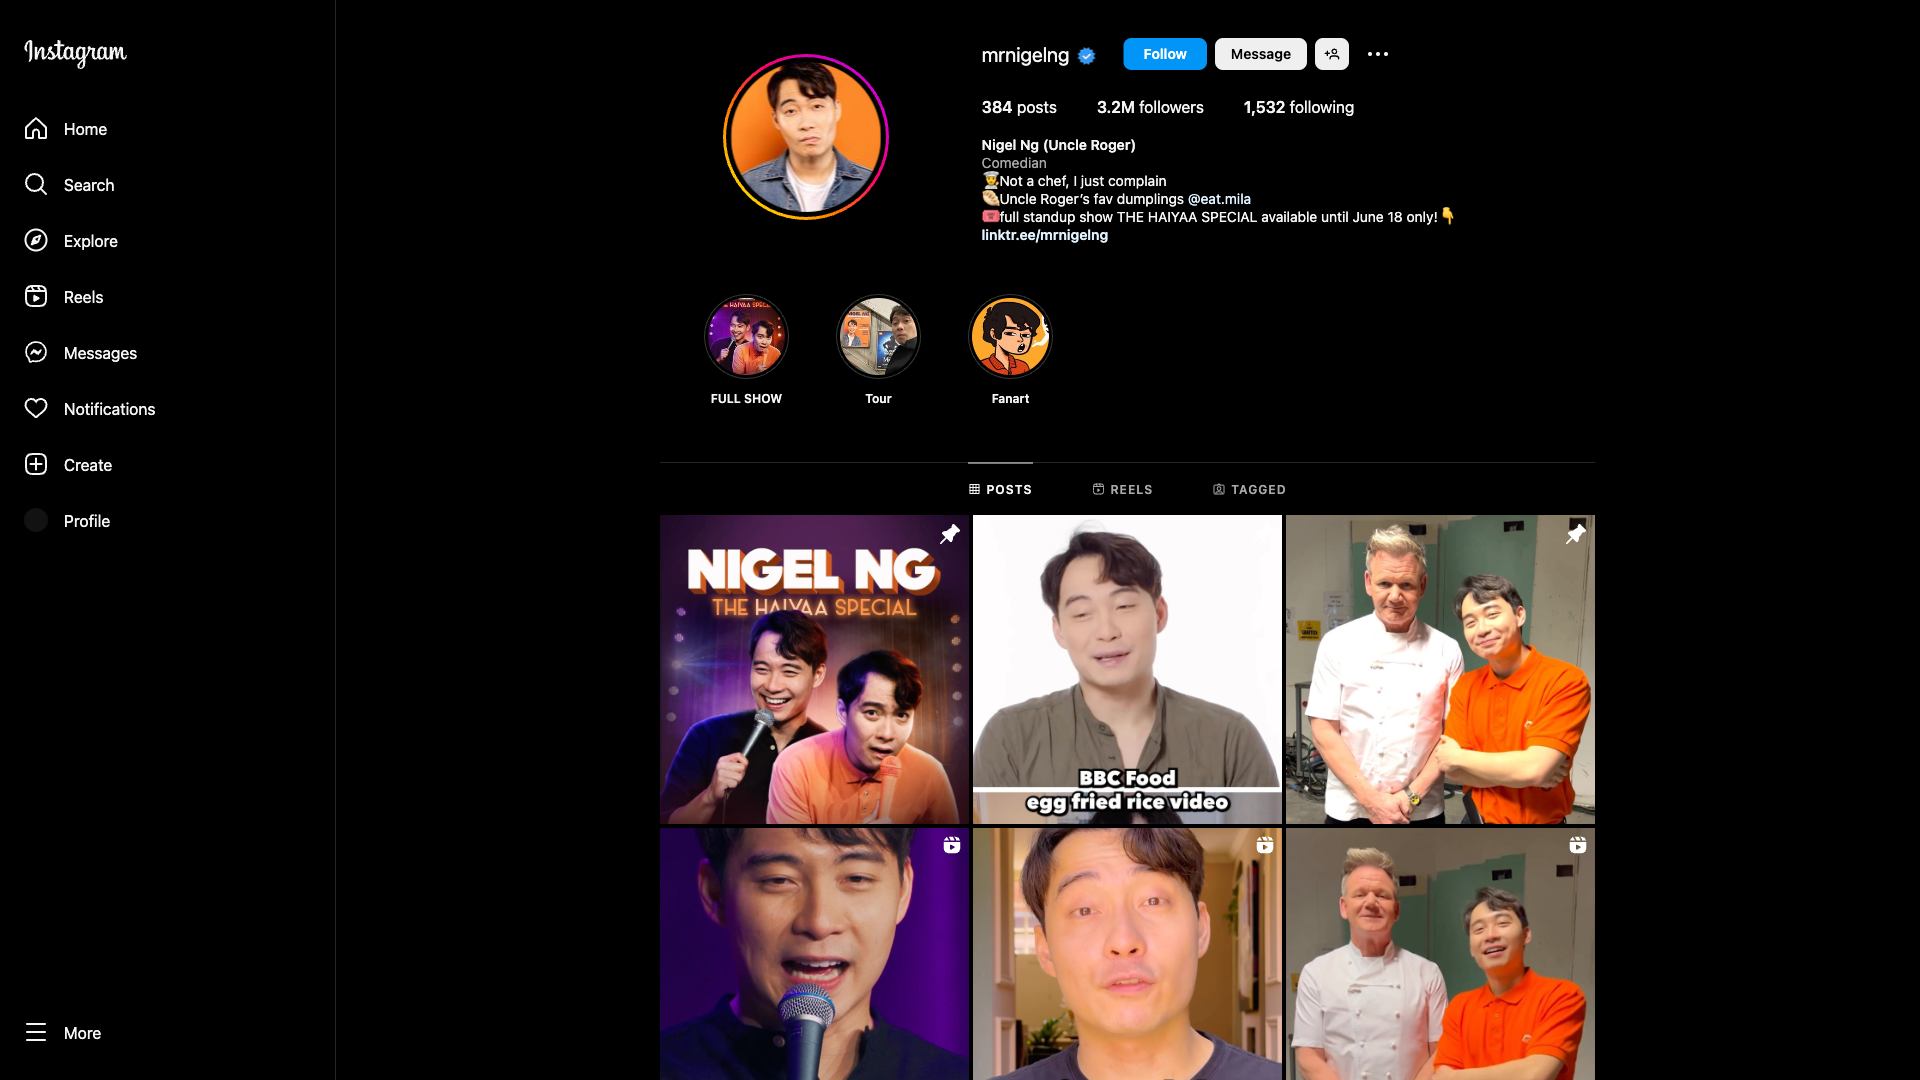 Instagram
Home
Search
Explore
Reels
Messages
Notifications
Create
Profile
More
mrnigelng
Follow
Message
384 posts
3.2M followers
1,532 following
Nigel Ng (Uncle Roger)
Comedian
👨‍🍳Not a chef, I just complain
🥟Uncle Roger’s fav dumplings @eat.mila
🎟️full standup show THE HAIYAA SPECIAL available until June 18 only!👇
linktr.ee/mrnigelng
FULL SHOW
Tour
Fanart
POSTS
REELS
TAGGED
NIGEL NG
THE HAIYAA SPECIAL
BBC Food
egg fried rice video